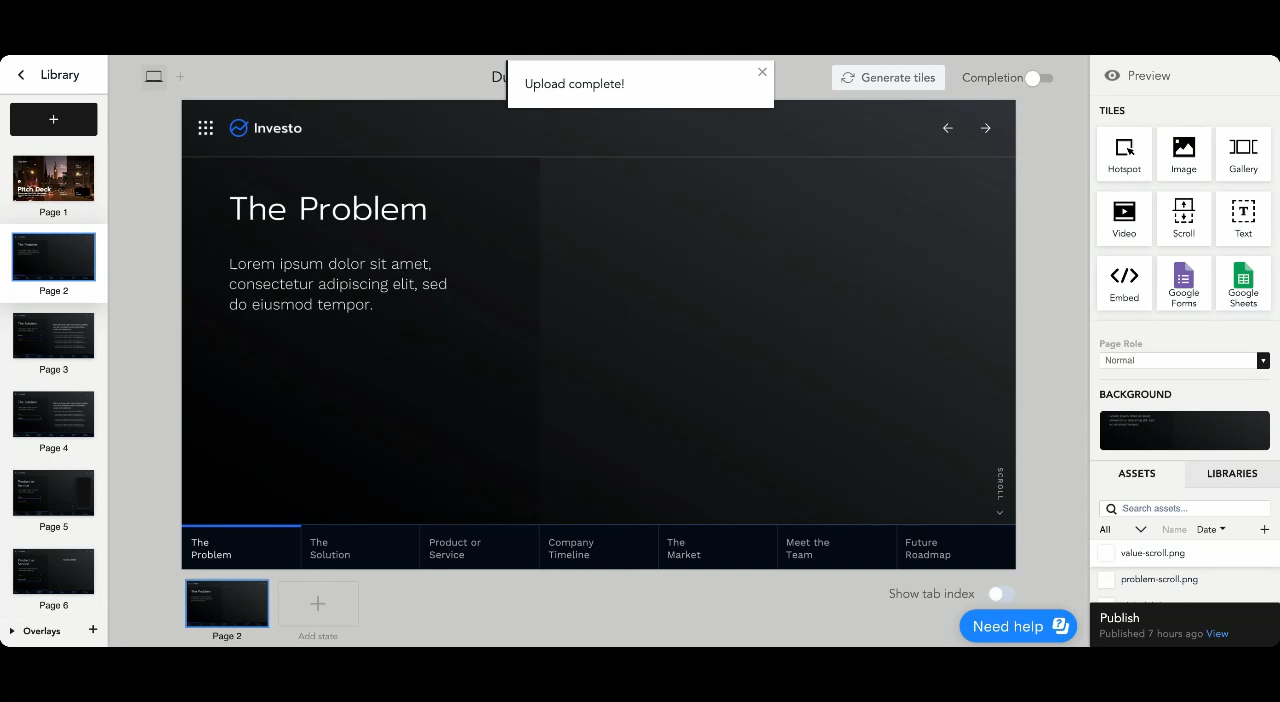 Library
Du
Upload complete!
Generate tiles
Completion
Preview
+
Pitch Deck
Page 1
Page 2
Page 3
Page 4
Page 5
Page 6
Overlays
+
Investo
The Problem
Lorem ipsum dolor sit amet,
consectetur adipiscing elit, sed
do eiusmod tempor.
SCROLL
The
Problem
The
Solution
Product or
Service
Company
Timeline
The
Market
Meet the
Team
Future
Roadmap
Page 2
+
Add state
Show tab index
Need help
TILES
Hotspot
Image
Gallery
Video
Scroll
Text
Embed
Google
Forms
Google
Sheets
Page Role
Normal
BACKGROUND
ASSETS
LIBRARIES
Search assets...
All
Name
Date
+
value-scroll.png
problem-scroll.png
Publish
Published 7 hours ago View